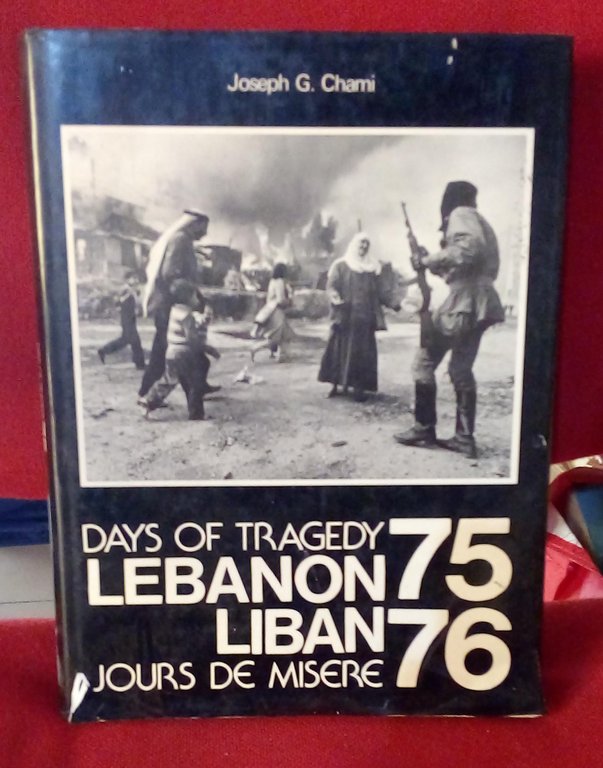 Joseph G. Chami
DAYS OF TRAGEDY 75
LEBANON
LIBAN 76
JOURS DE MISERE